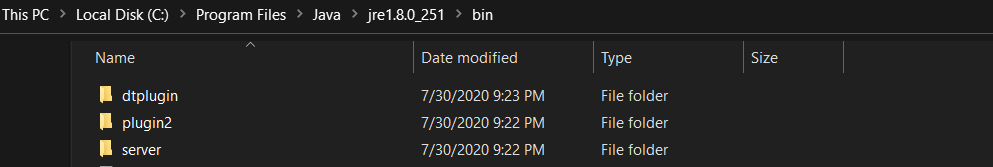 This PC > Local Disk (C:) > Program Files > Java > jre1.8.0_251 > bin
Name Date modified Type Size
dtplugin 7/30/2020 9:23 PM File folder
plugin2 7/30/2020 9:22 PM File folder
server 7/30/2020 9:22 PM File folder